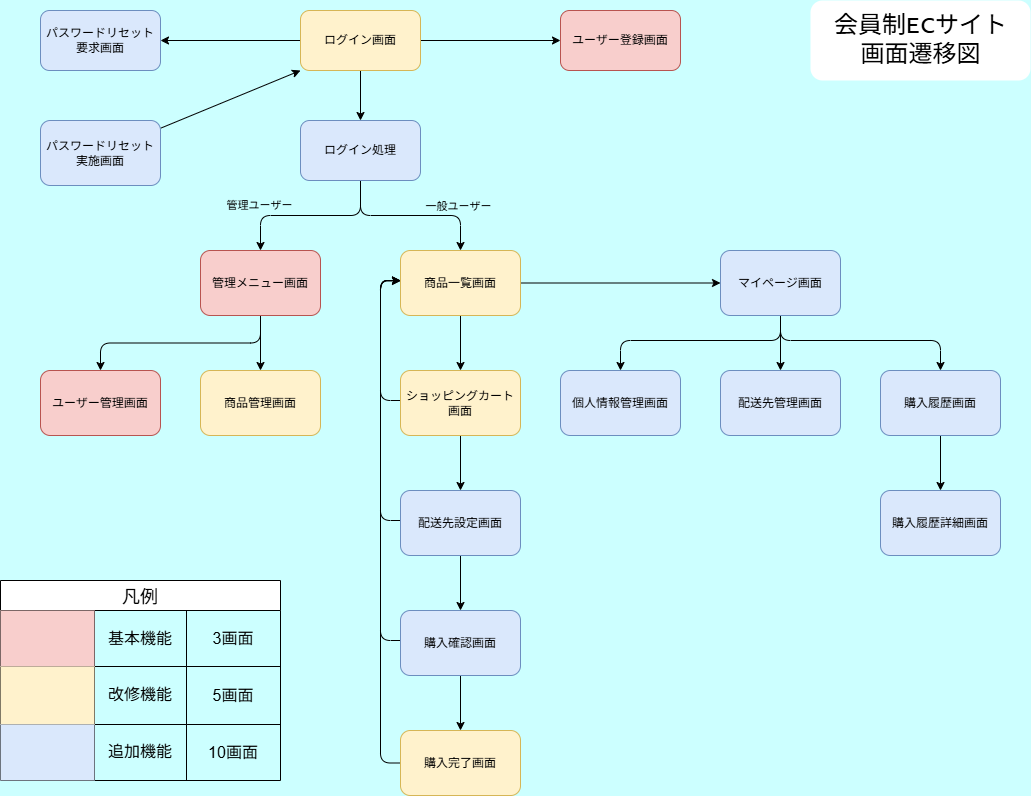 会員制ECサイト
画面遷移図
パスワードリセット
要求画面
ログイン画面
ユーザー登録画面
パスワードリセット
実施画面
ログイン処理
管理ユーザー
一般ユーザー
管理メニュー画面
商品一覧画面
マイページ画面
ユーザー管理画面
商品管理画面
ショッピングカート
画面
個人情報管理画面
配送先管理画面
購入履歴画面
配送先設定画面
購入履歴詳細画面
購入確認画面
購入完了画面
凡例
基本機能 3画面
改修機能 5画面
追加機能 10画面